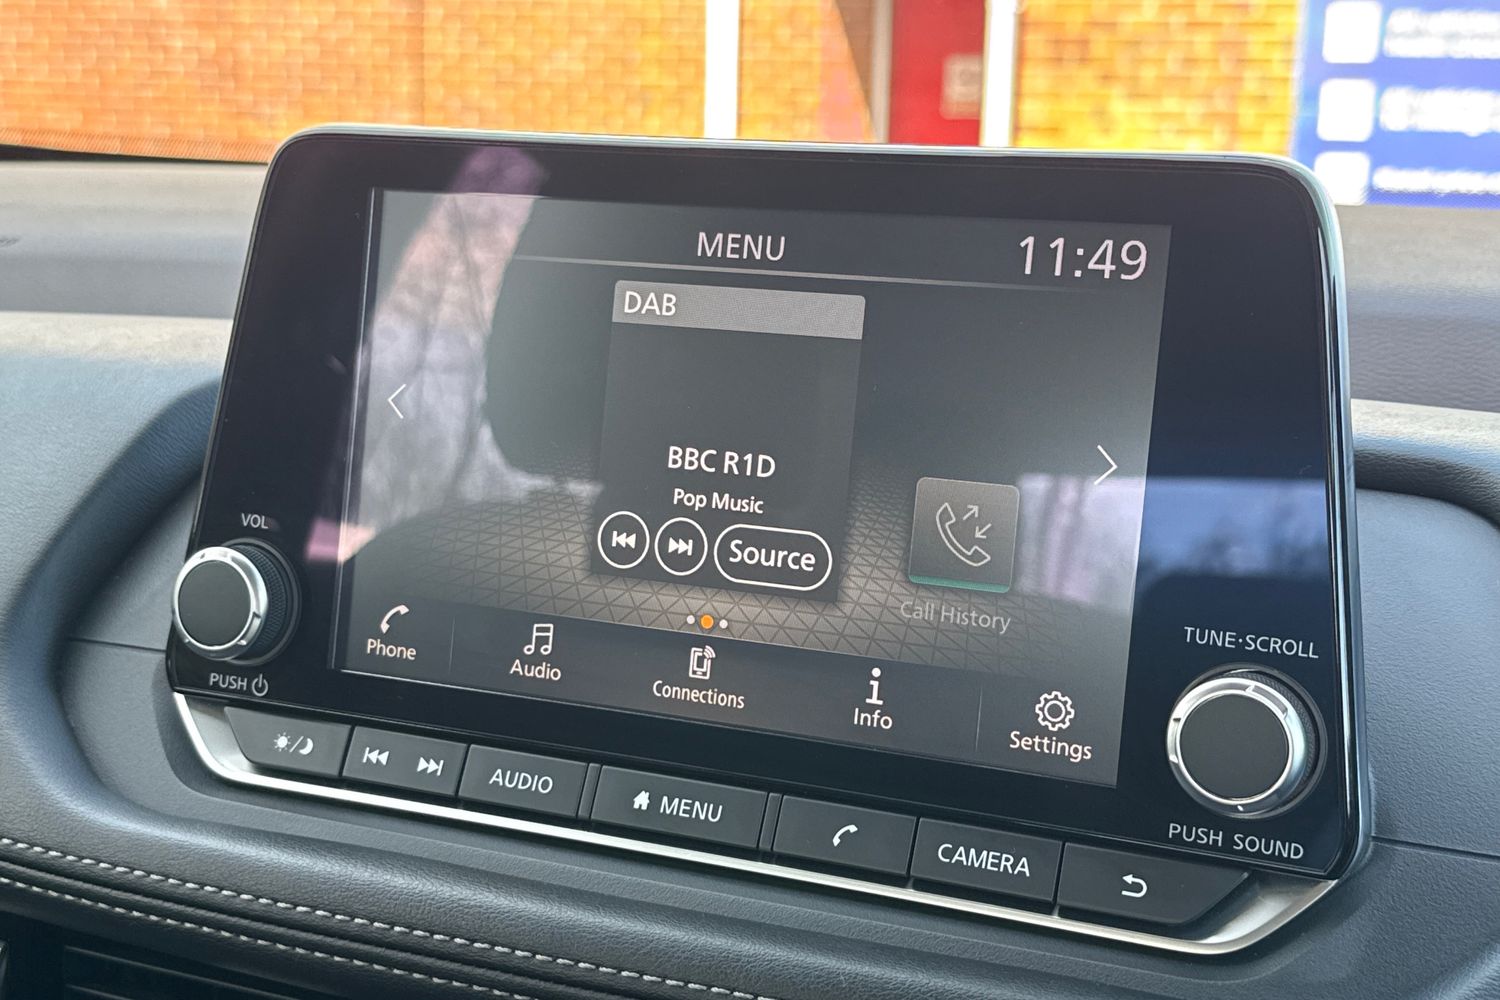 MENU
11:49
DAB
BBC R1D
Pop Music
Source
Call History
Phone
Audio
Connections
Info
Settings
VOL
PUSH
TUNE·SCROLL
PUSH SOUND
AUDIO
MENU
CAMERA